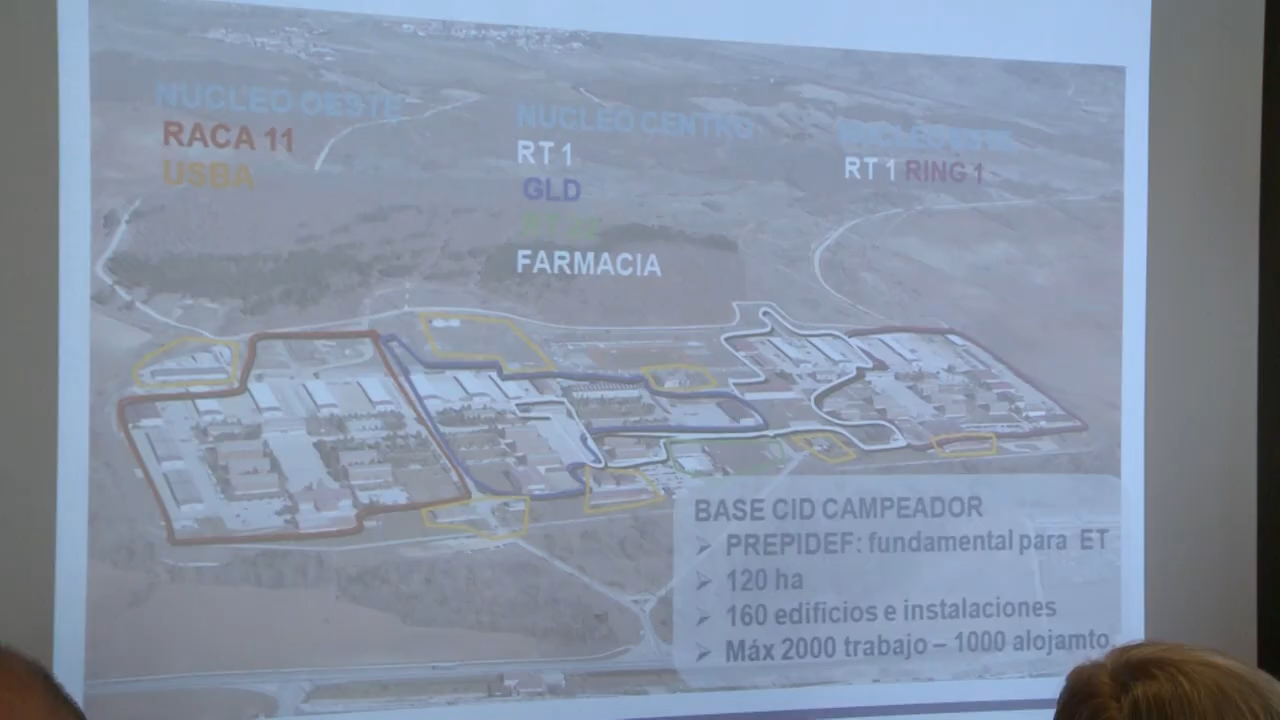 NUCLEO OESTE
RACA 11
USBA
NUCLEO CENTRO
RT 1
GLD
FARMACIA
RT 1 RING 1
BASE CID CAMPEADOR
➢ PREPIDEF: fundamental para ET
➢ 120 ha
➢ 160 edificios e instalaciones
➢ Máx 2000 trabajo – 1000 alojamto